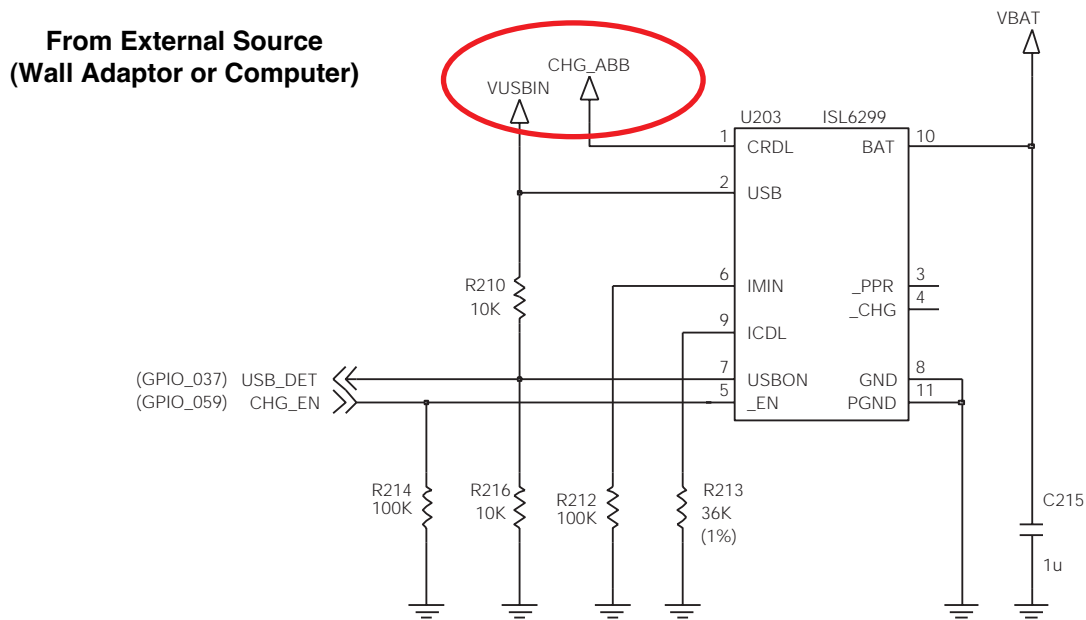 From External Source
(Wall Adaptor or Computer)
VBAT
CHG_ABB
VUSBIN
U203 ISL6299
1 CRDL BAT 10
2 USB
6 IMIN _PPR 3
_CHG 4
9 ICDL
R210
10K
(GPIO_037) USB_DET 7 USBON GND 8
(GPIO_059) CHG_EN 5 _EN PGND 11
R214
100K
R216
10K
R212
100K
R213
36K
(1%)
C215
1u